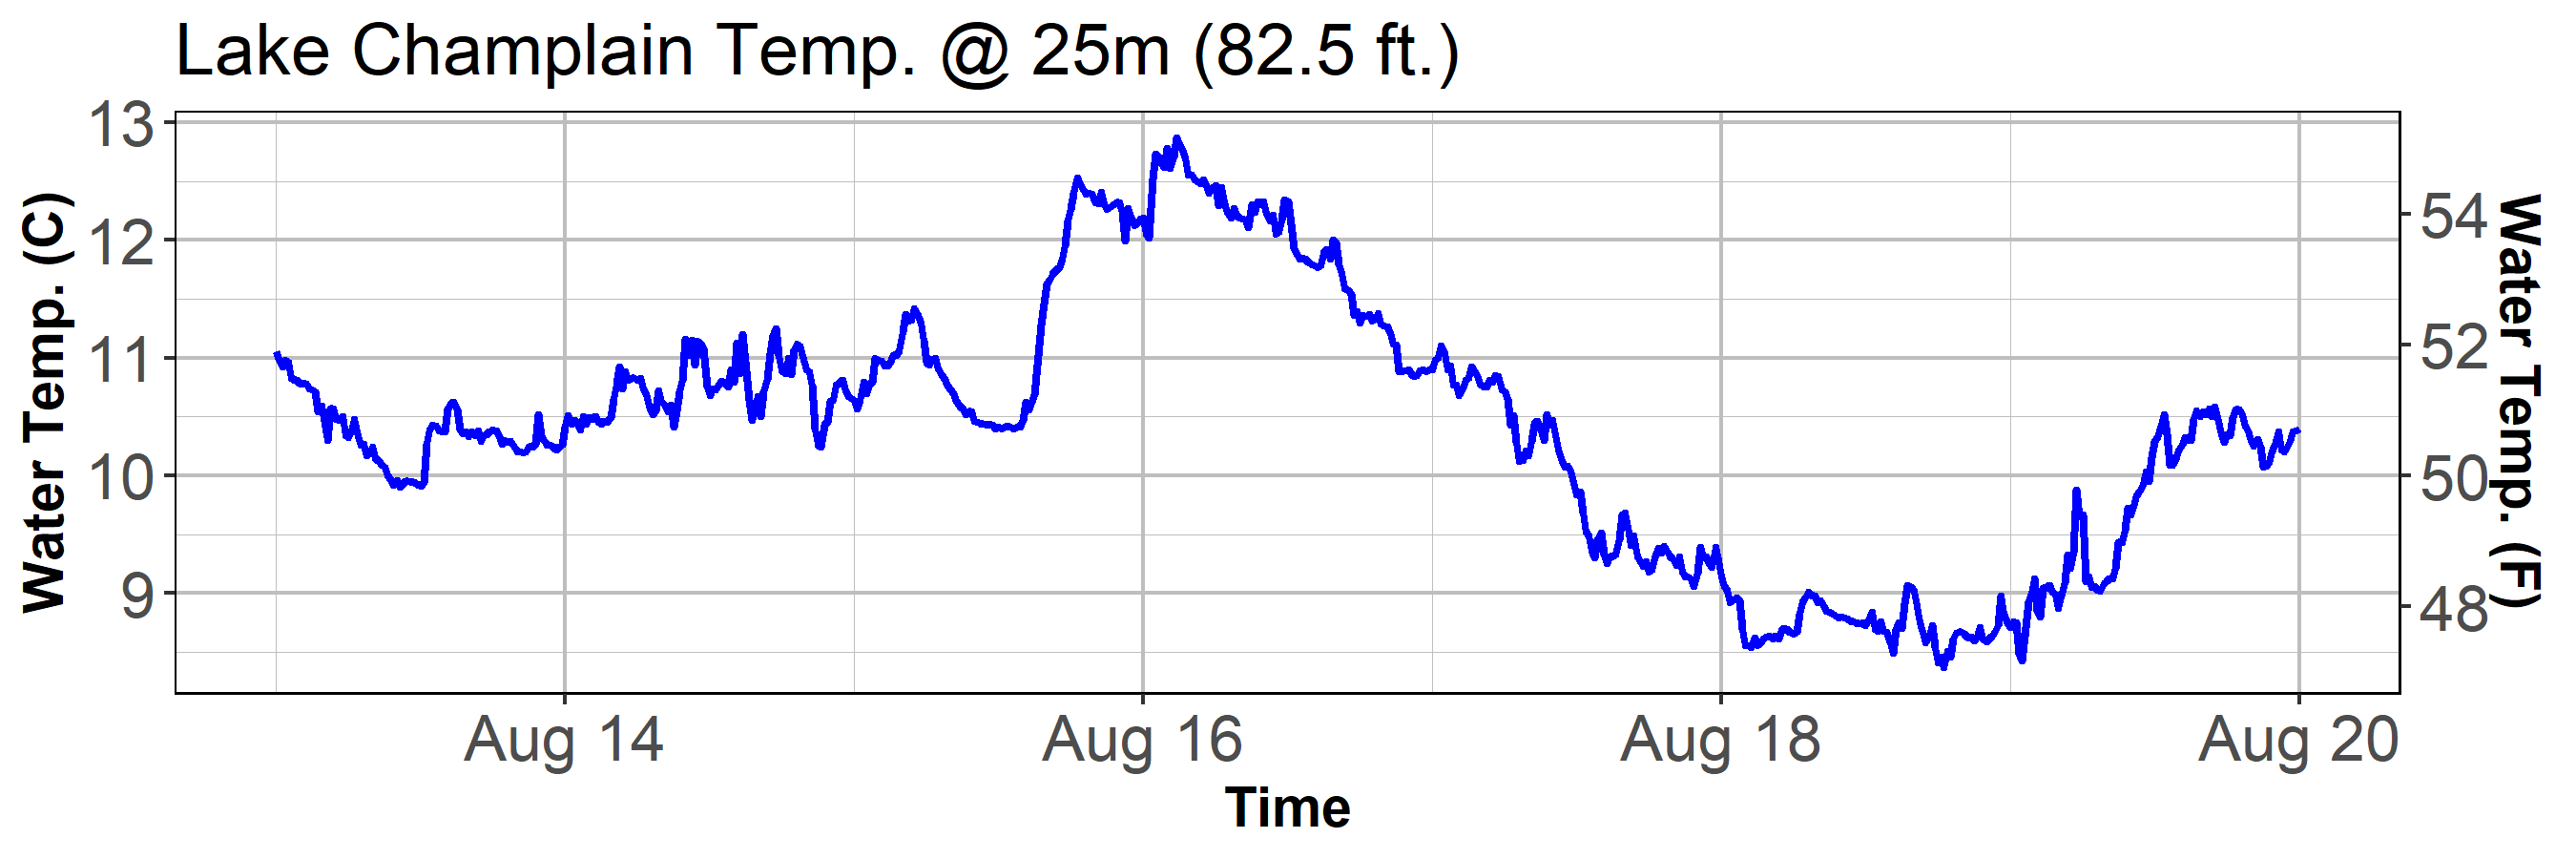 Lake Champlain Temp. @ 25m (82.5 ft.)
Water Temp. (C)
13
12
11
10
9
54
52
50
48
Water Temp. (F)
Aug 14 Aug 16 Aug 18 Aug 20
Time